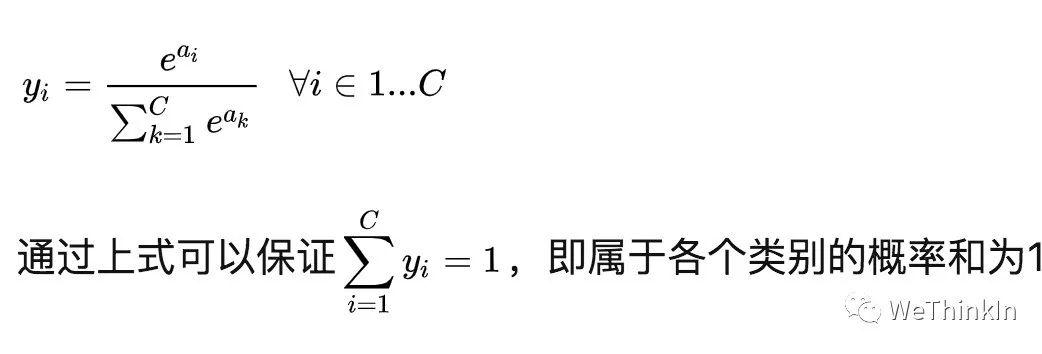 $y_i = \frac{e^{a_i}}{\sum_{k=1}^{C} e^{a_k}} \quad \forall i \in 1...C$
通过上式可以保证$\sum_{i=1}^{C} y_i = 1$，即属于各个类别的概率和为1
WeThinkIn